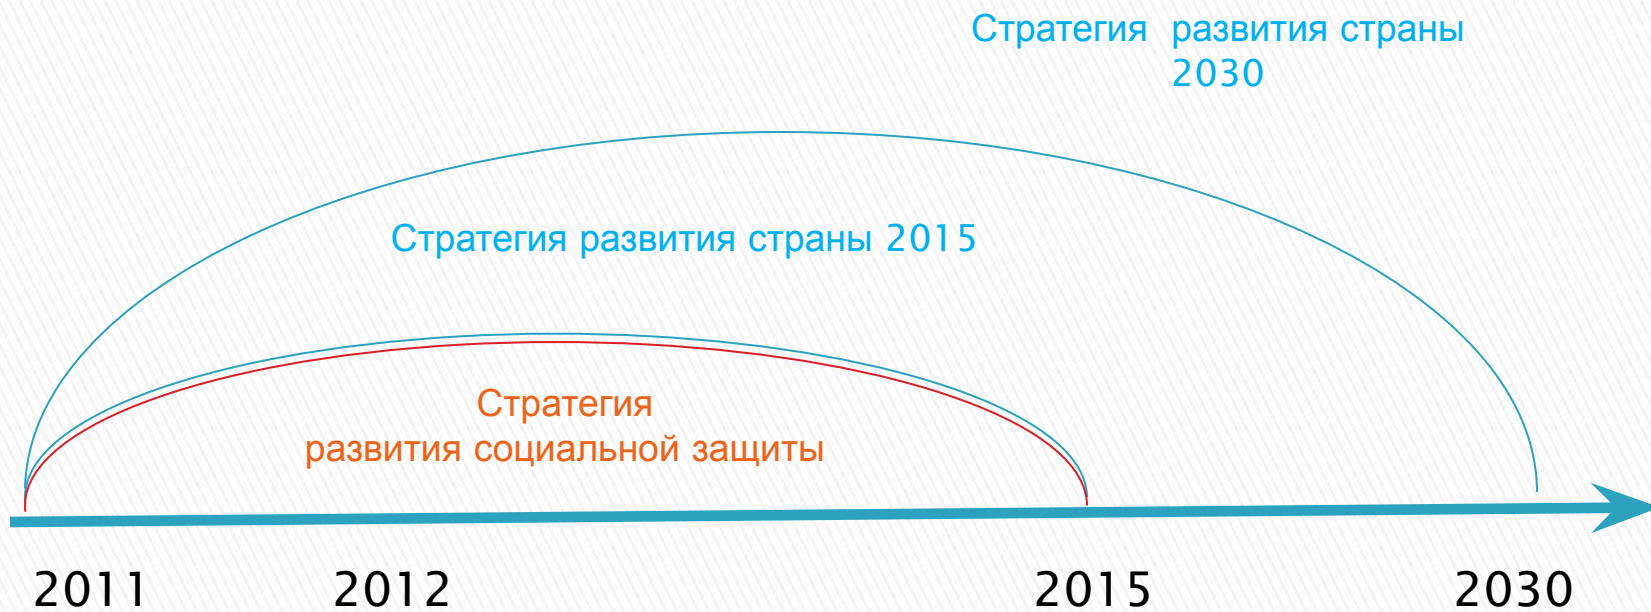 Стратегия развития страны
2030
Стратегия развития страны 2015
Стратегия
развития социальной защиты
2011 2012 2015 2030